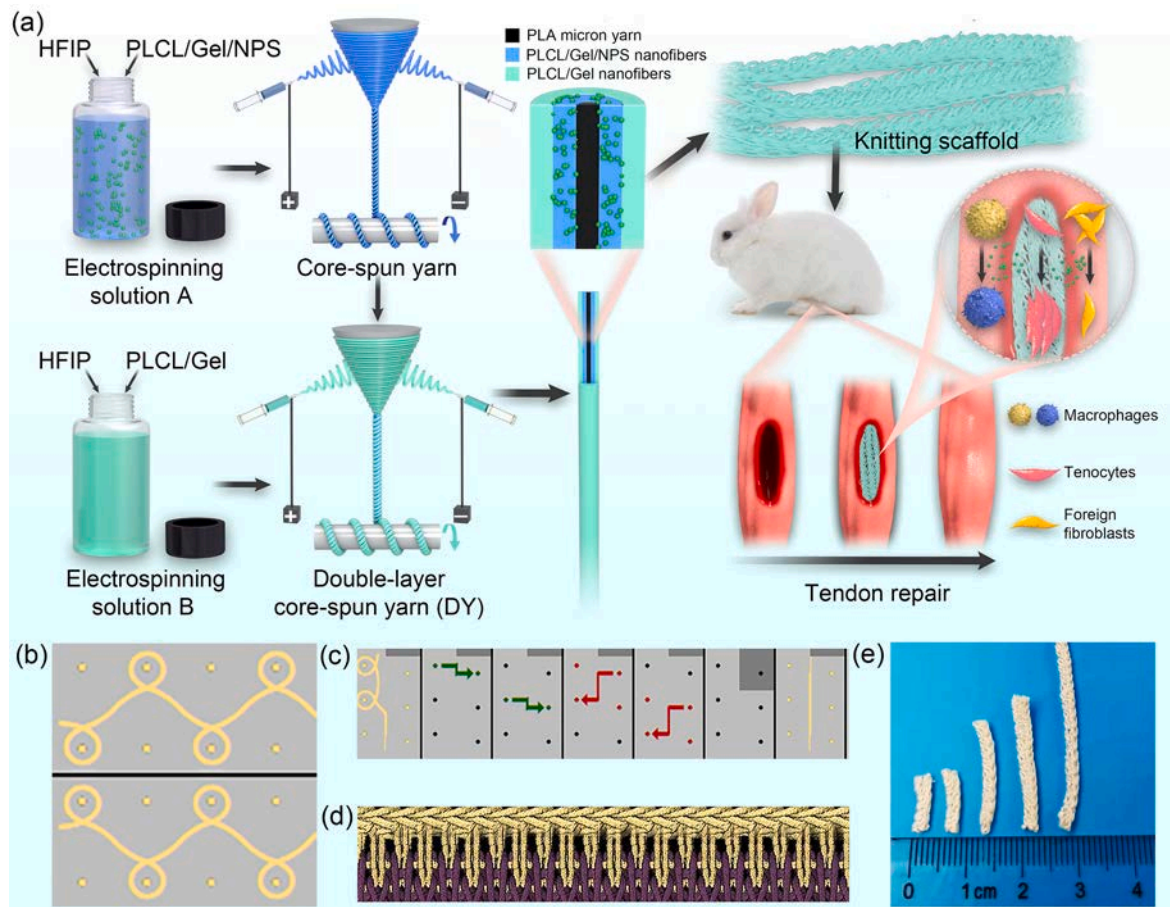 (a)
HFIP PLCL/Gel/NPS
Electrospinning
solution A
+
−
Core-spun yarn
PLA micron yarn
PLCL/Gel/NPS nanofibers
PLCL/Gel nanofibers
Knitting scaffold
HFIP PLCL/Gel
Electrospinning
solution B
+
−
Double-layer
core-spun yarn (DY)
Macrophages
Tenocytes
Foreign
fibroblasts
Tendon repair
(b)
(c)
(d)
(e)
0 1 cm 2 3 4